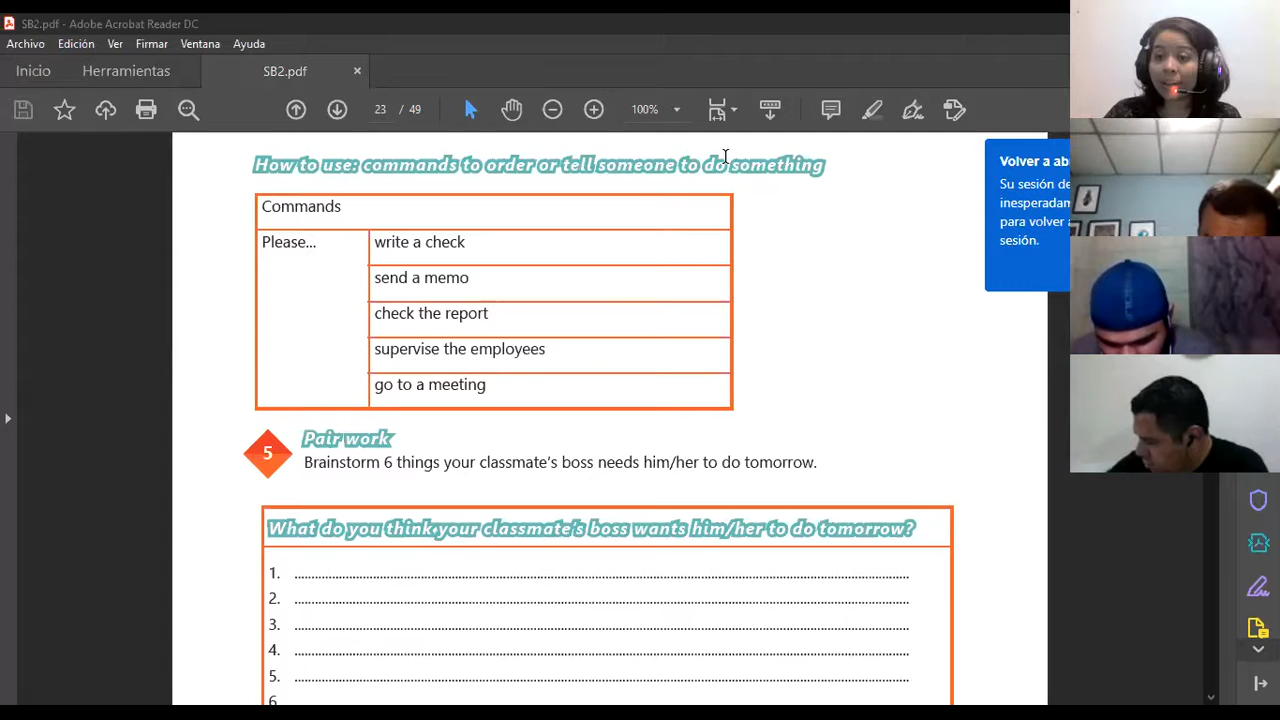 SB2.pdf - Adobe Acrobat Reader DC
Archivo Edición Ver Firmar Ventana Ayuda
Inicio Herramientas SB2.pdf ×
23 / 49 100%
How to use: commands to order or tell someone to do something
Commands
Please... write a check
send a memo
check the report
supervise the employees
go to a meeting
5 Pair work
Brainstorm 6 things your classmate's boss needs him/her to do tomorrow.
What do you think your classmate's boss wants him/her to do tomorrow?
1. ........................................................................
2. ........................................................................
3. ........................................................................
4. ........................................................................
5. ........................................................................
6
Volver a ab
Su sesión de
inesperadam
para volver a
sesión.